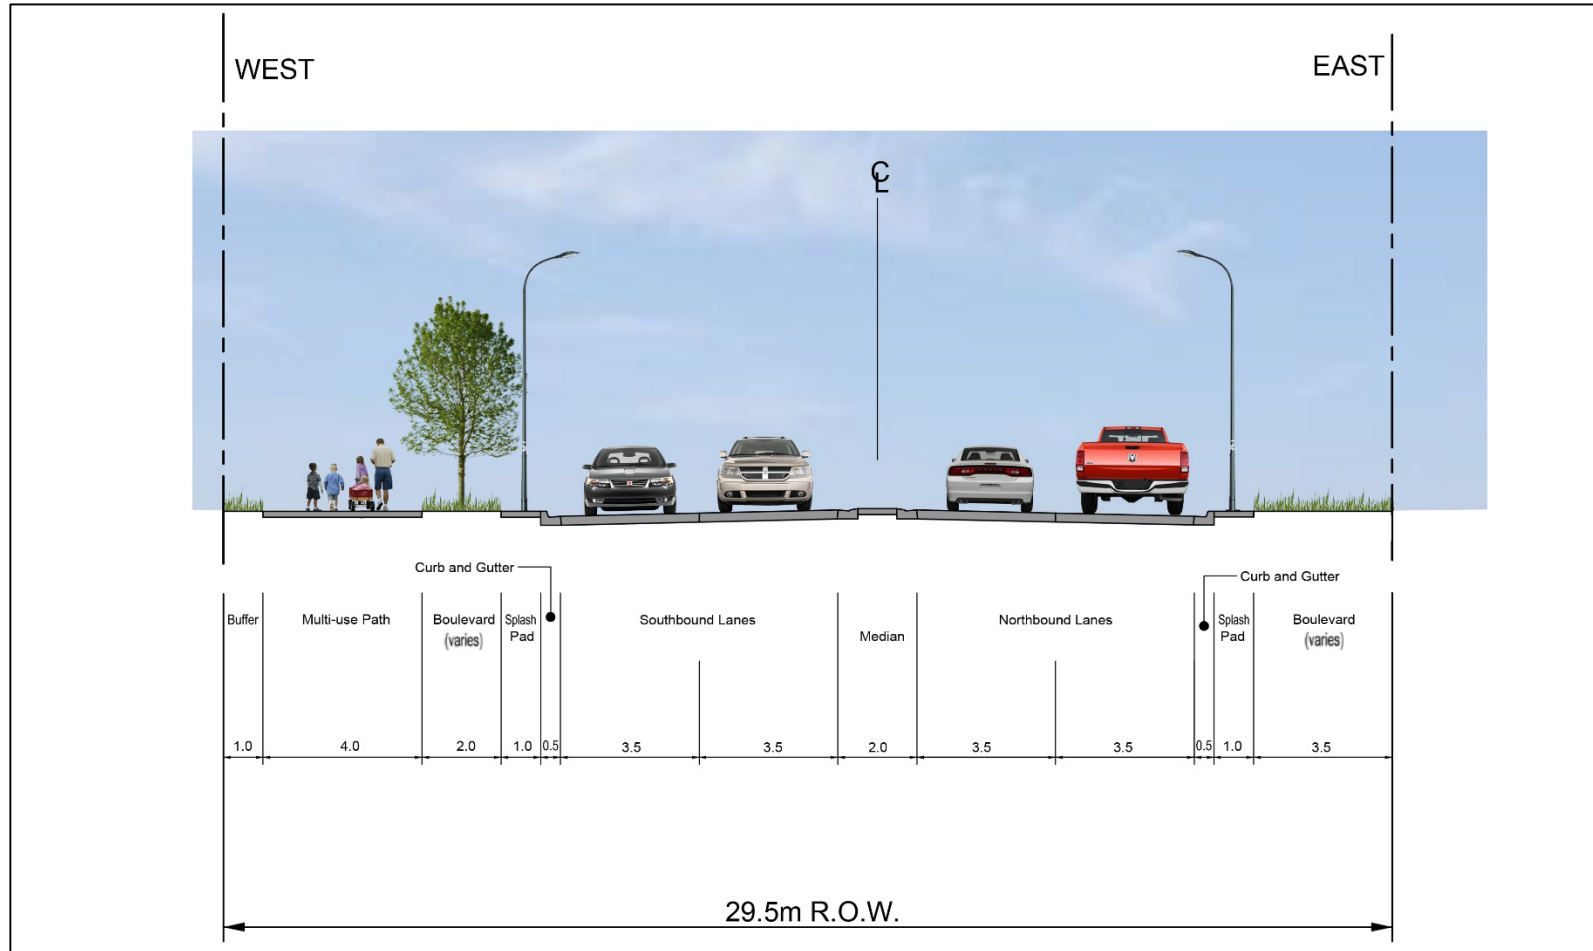 WEST
EAST
CL
Curb and Gutter
Curb and Gutter
Buffer
Multi-use Path
Boulevard
(varies)
Splash
Pad
Southbound Lanes
Median
Northbound Lanes
Splash
Pad
Boulevard
(varies)
1.0
4.0
2.0
1.0
0.5
3.5
3.5
2.0
3.5
3.5
0.5
1.0
3.5
29.5m R.O.W.